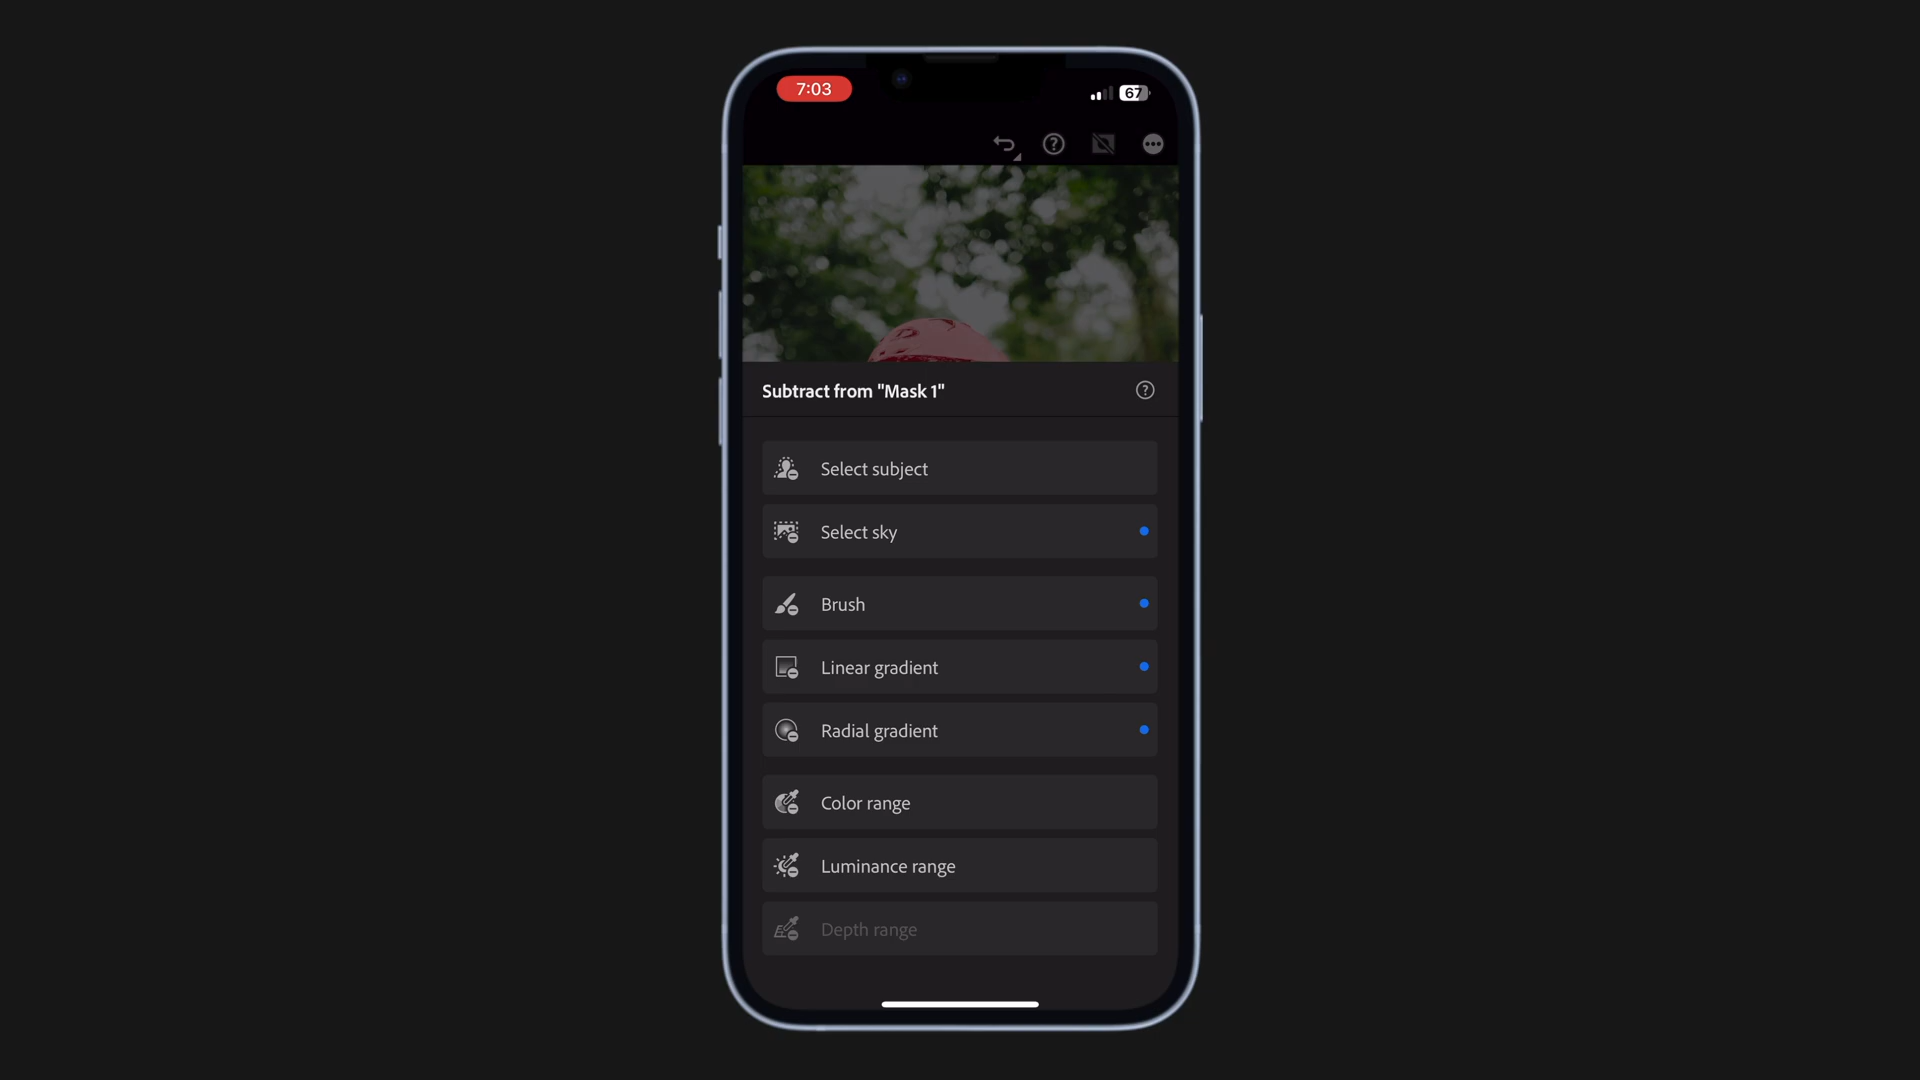 7:03
67
Subtract from "Mask 1"
Select subject
Select sky
Brush
Linear gradient
Radial gradient
Color range
Luminance range
Depth range